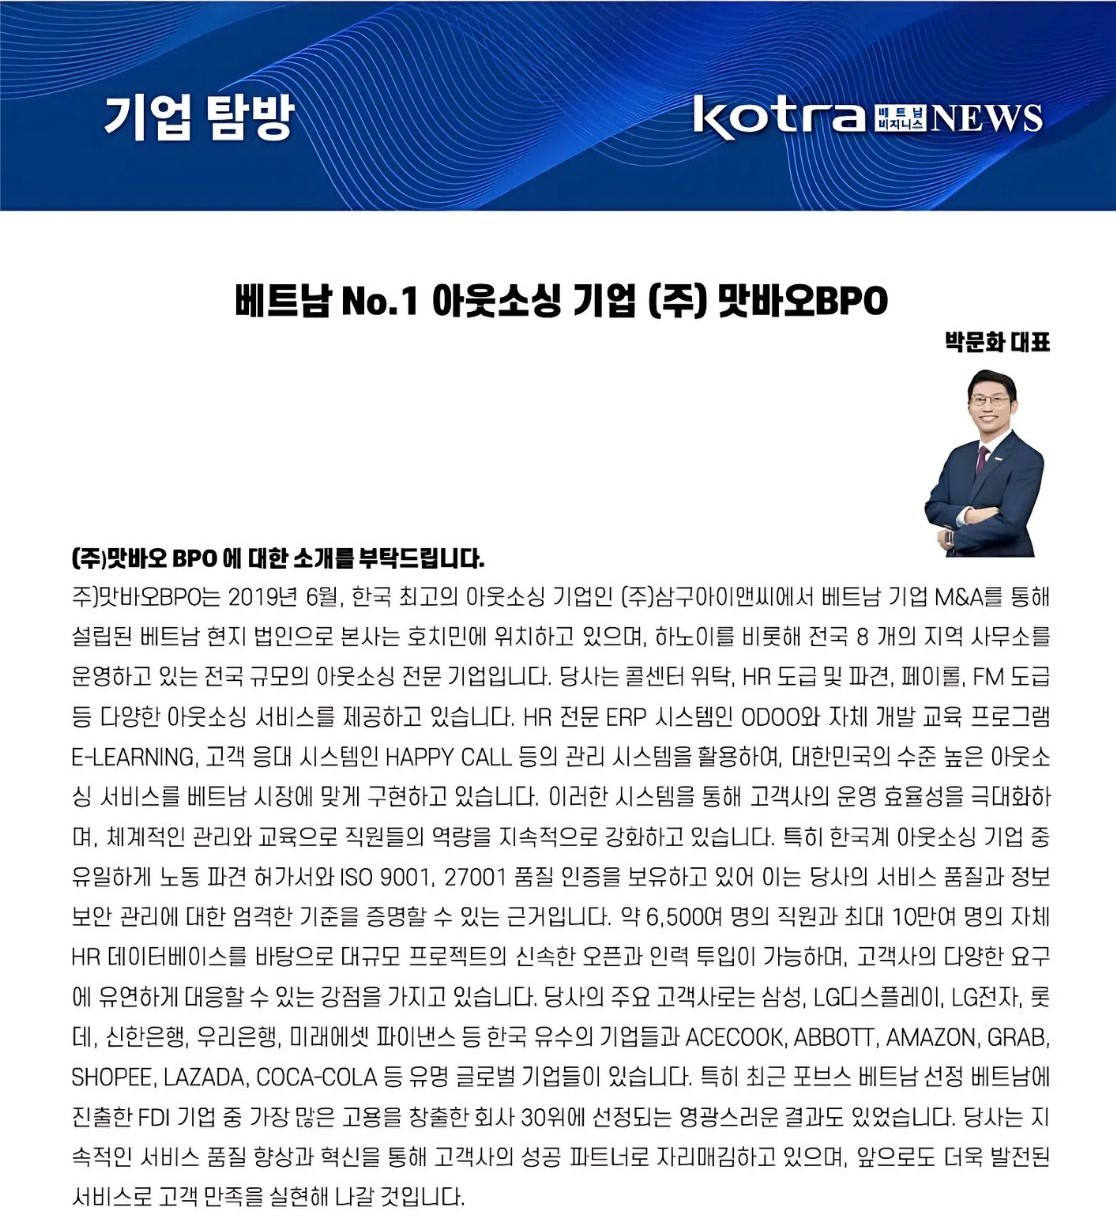 기업 탐방
kotra 베트남 비지니스 NEWS
베트남 No.1 아웃소싱 기업 (주) 맛바오BPO
박문화 대표
(주)맛바오 BPO 에 대한 소개를 부탁드립니다.
주)맛바오BPO는 2019년 6월, 한국 최고의 아웃소싱 기업인 (주)삼구아이앤씨에서 베트남 기업 M&A를 통해
설립된 베트남 현지 법인으로 본사는 호치민에 위치하고 있으며, 하노이를 비롯해 전국 8 개의 지역 사무소를
운영하고 있는 전국 규모의 아웃소싱 전문 기업입니다. 당사는 콜센터 위탁, HR 도급 및 파견, 페이롤, FM 도급
등 다양한 아웃소싱 서비스를 제공하고 있습니다. HR 전문 ERP 시스템인 ODOO와 자체 개발 교육 프로그램
E-LEARNING, 고객 응대 시스템인 HAPPY CALL 등의 관리 시스템을 활용하여, 대한민국의 수준 높은 아웃소
싱 서비스를 베트남 시장에 맞게 구현하고 있습니다. 이러한 시스템을 통해 고객사의 운영 효율성을 극대화하
며, 체계적인 관리와 교육으로 직원들의 역량을 지속적으로 강화하고 있습니다. 특히 한국계 아웃소싱 기업 중
유일하게 노동 파견 허가서와 ISO 9001, 27001 품질 인증을 보유하고 있어 이는 당사의 서비스 품질과 정보
보안 관리에 대한 엄격한 기준을 증명할 수 있는 근거입니다. 약 6,500여 명의 직원과 최대 10만여 명의 자체
HR 데이터베이스를 바탕으로 대규모 프로젝트의 신속한 오픈과 인력 투입이 가능하며, 고객사의 다양한 요구
에 유연하게 대응할 수 있는 강점을 가지고 있습니다. 당사의 주요 고객사로는 삼성, LG디스플레이, LG전자, 롯
데, 신한은행, 우리은행, 미래에셋 파이낸스 등 한국 유수의 기업들과 ACECOOK, ABBOTT, AMAZON, GRAB,
SHOPEE, LAZADA, COCA-COLA 등 유명 글로벌 기업들이 있습니다. 특히 최근 포브스 베트남 선정 베트남에
진출한 FDI 기업 중 가장 많은 고용을 창출한 회사 30위에 선정되는 영광스러운 결과도 있었습니다. 당사는 지
속적인 서비스 품질 향상과 혁신을 통해 고객사의 성공 파트너로 자리매김하고 있으며, 앞으로도 더욱 발전된
서비스로 고객 만족을 실현해 나갈 것입니다.